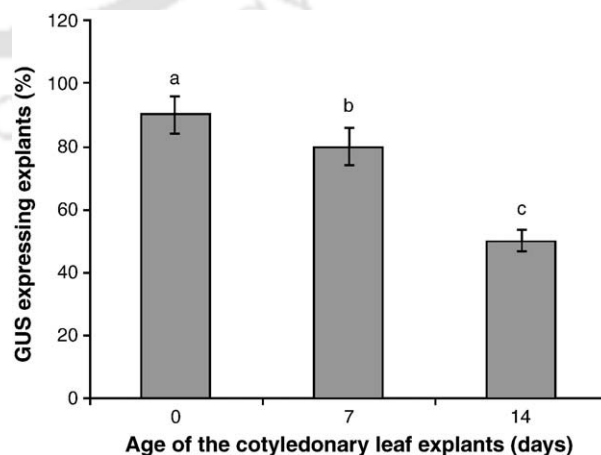 120
100
80
60
40
20
0
GUS expressing explants (%)
a
b
c
0 7 14
Age of the cotyledonary leaf explants (days)